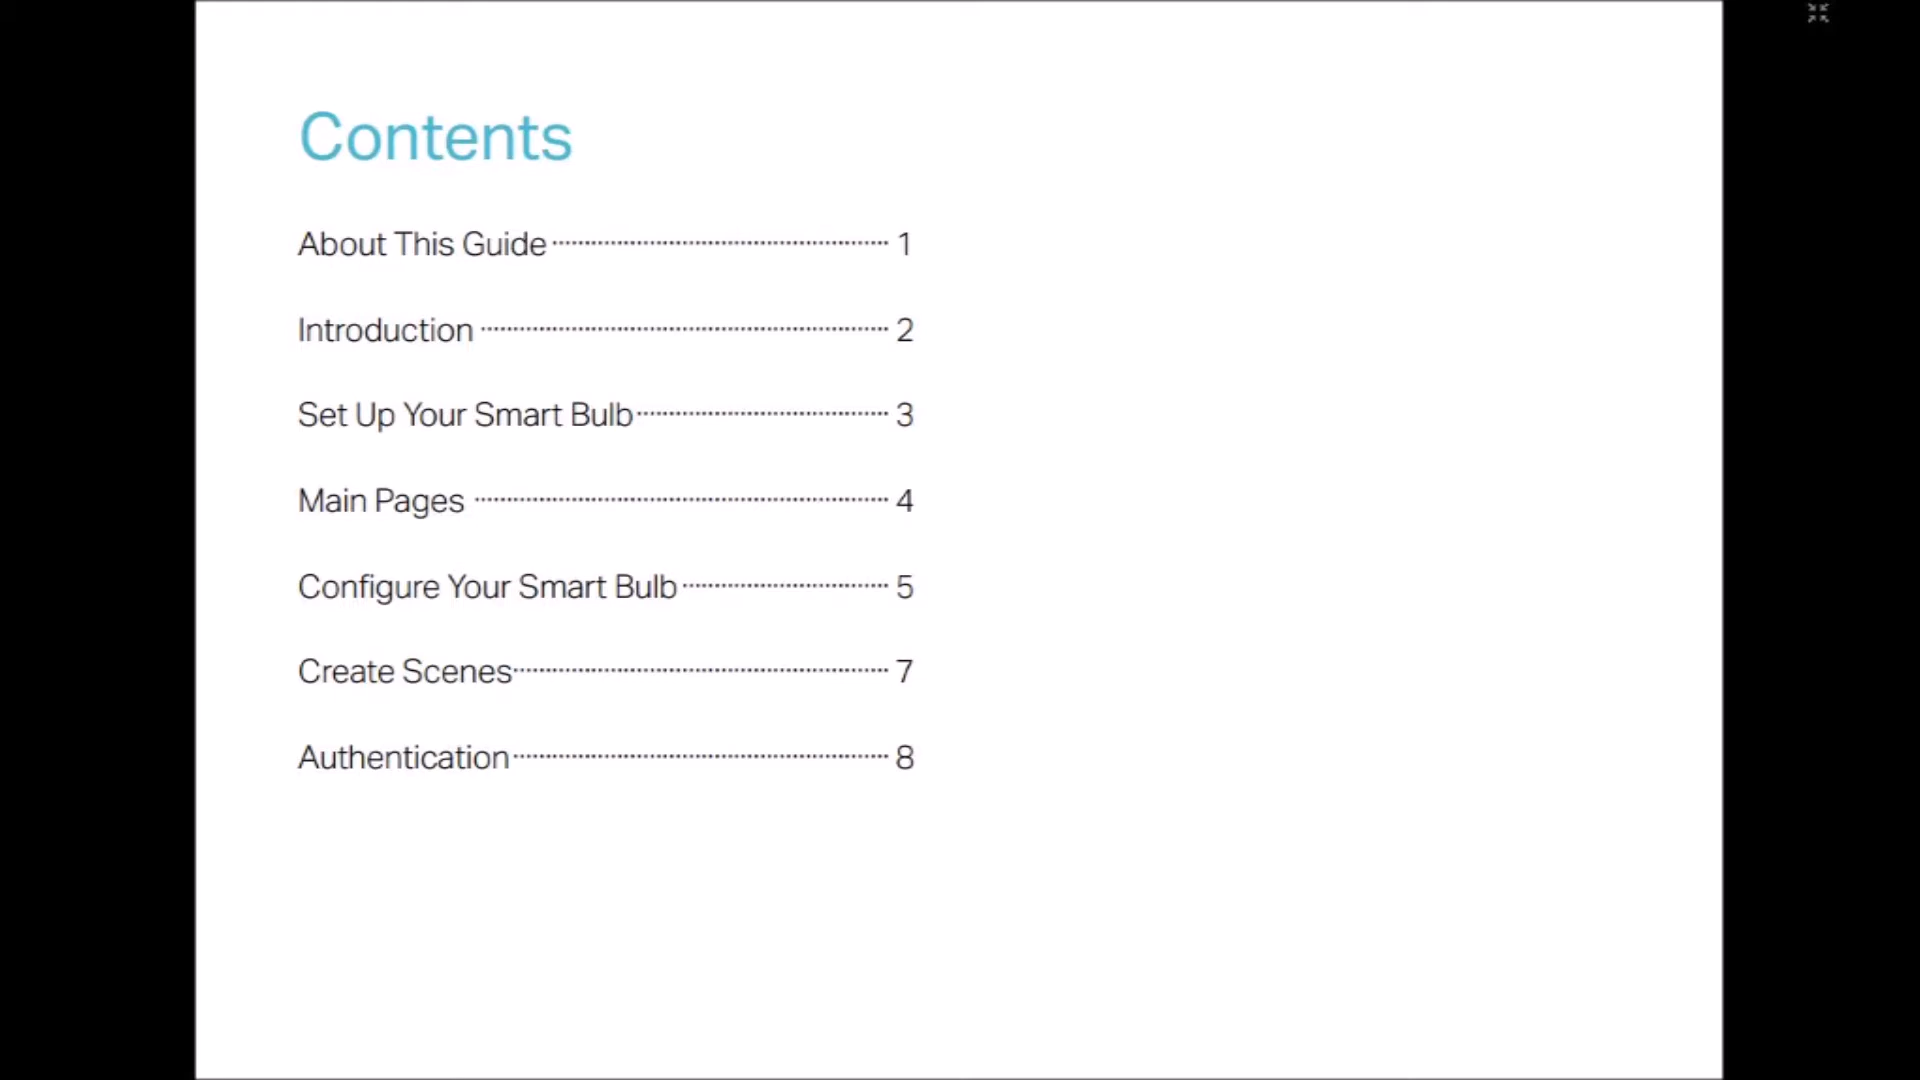 Contents
About This Guide 1
Introduction 2
Set Up Your Smart Bulb 3
Main Pages 4
Configure Your Smart Bulb 5
Create Scenes 7
Authentication 8